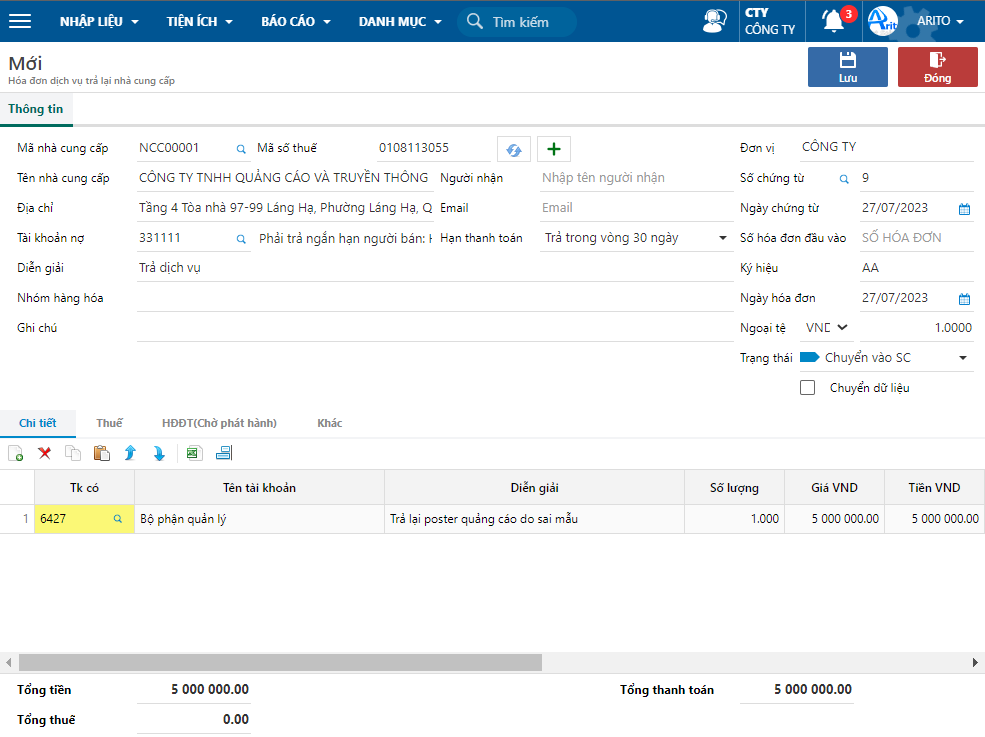 NHẬP LIỆU TIỆN ÍCH BÁO CÁO DANH MỤC Tìm kiếm CTY CÔNG TY 3 Arit ARITO
Mới
Hóa đơn dịch vụ trả lại nhà cung cấp
Lưu Đóng
Thông tin
Mã nhà cung cấp NCC00001 Mã số thuế 0108113055 Đơn vị CÔNG TY
Tên nhà cung cấp CÔNG TY TNHH QUẢNG CÁO VÀ TRUYỀN THÔNG Người nhận Nhập tên người nhận Số chứng từ 9
Địa chỉ Tầng 4 Tòa nhà 97-99 Láng Hạ, Phường Láng Hạ, Q Email Email Ngày chứng từ 27/07/2023
Tài khoản nợ 331111 Phải trả ngắn hạn người bán: Hạn thanh toán Trả trong vòng 30 ngày Số hóa đơn đầu vào SỐ HÓA ĐƠN
Diễn giải Trả dịch vụ Ký hiệu AA
Nhóm hàng hóa Ngày hóa đơn 27/07/2023
Ghi chú Ngoại tệ VND 1.0000
Trạng thái Chuyển vào SC
Chuyển dữ liệu
Chi tiết Thuế HĐĐT(Chờ phát hành) Khác
Tk có Tên tài khoản Diễn giải Số lượng Giá VND Tiền VND
1 6427 Bộ phận quản lý Trả lại poster quảng cáo do sai mẫu 1.000 5 000 000.00 5 000 000.00
Tổng tiền 5 000 000.00 Tổng thanh toán 5 000 000.00
Tổng thuế 0.00